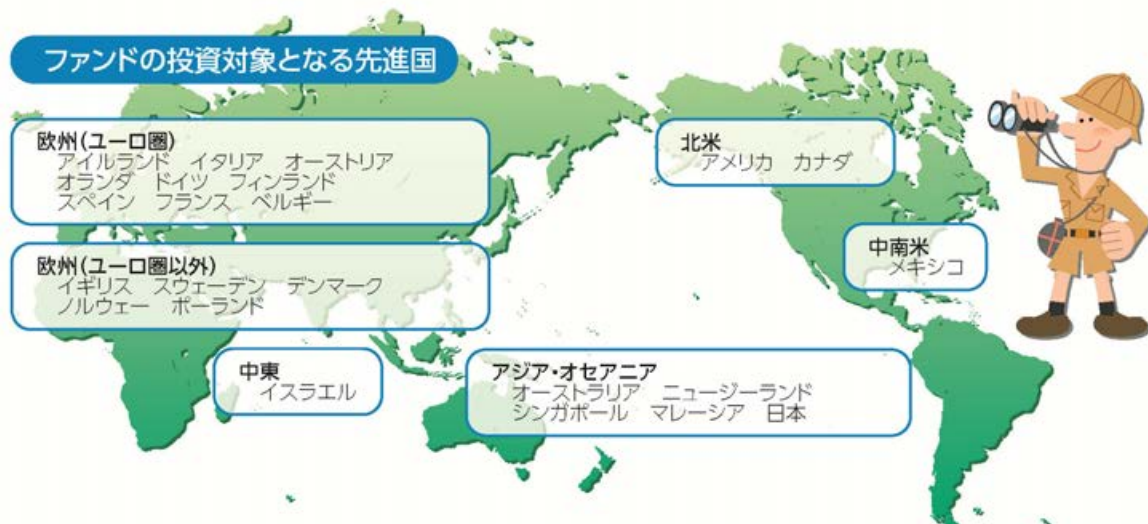 ファンドの投資対象となる先進国
欧州(ユーロ圏)
アイルランド イタリア オーストリア
オランダ ドイツ フィンランド
スペイン フランス ベルギー
欧州(ユーロ圏以外)
イギリス スウェーデン デンマーク
ノルウェー ポーランド
中東
イスラエル
アジア・オセアニア
オーストラリア ニュージーランド
シンガポール マレーシア 日本
北米
アメリカ カナダ
中南米
メキシコ